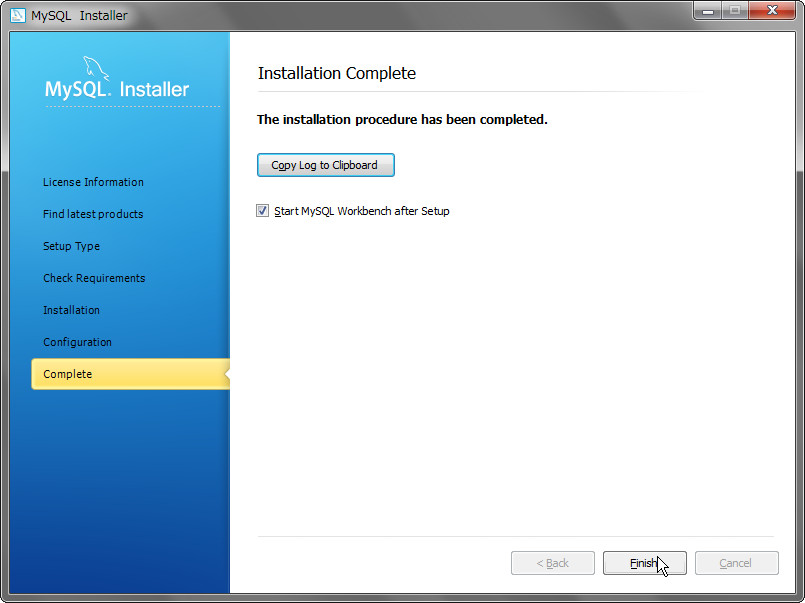 MySQL Installer
MySQL. Installer
License Information
Find latest products
Setup Type
Check Requirements
Installation
Configuration
Complete
Installation Complete
The installation procedure has been completed.
Copy Log to Clipboard
Start MySQL Workbench after Setup
< Back
Finish
Cancel